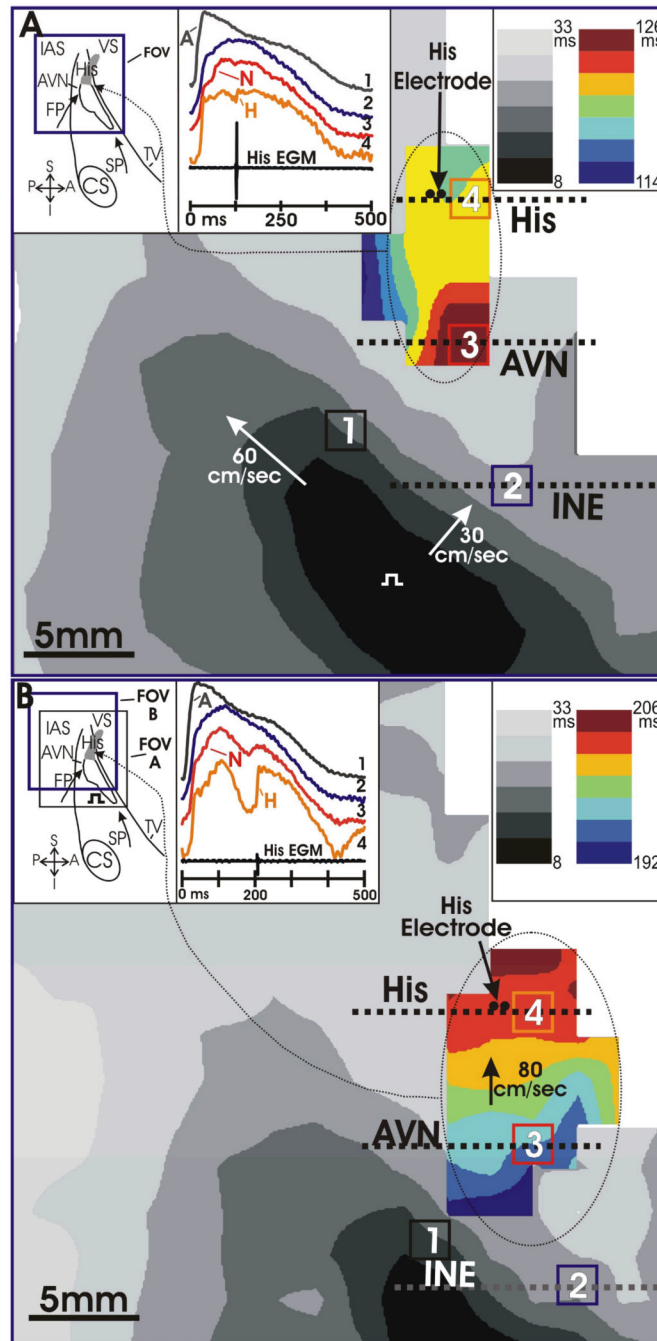 A
IAS
VS
FOV
His
AVN
FP
SP
TV
CS
S
P
A
I
A
N
H
1
2
3
4
His EGM
0 ms
250
500
His
Electrode
33
ms
8
126
ms
114
4
His
3
AVN
1
60
cm/sec
2
INE
30
cm/sec
5mm
B
FOV
B
IAS
VS
FOV
A
His
AVN
FP
SP
TV
CS
S
P
A
I
A
N
H
1
2
3
4
His EGM
0 ms
200
500
33
ms
8
206
ms
192
His
Electrode
His
4
80
cm/sec
AVN
3
1
INE
2
5mm